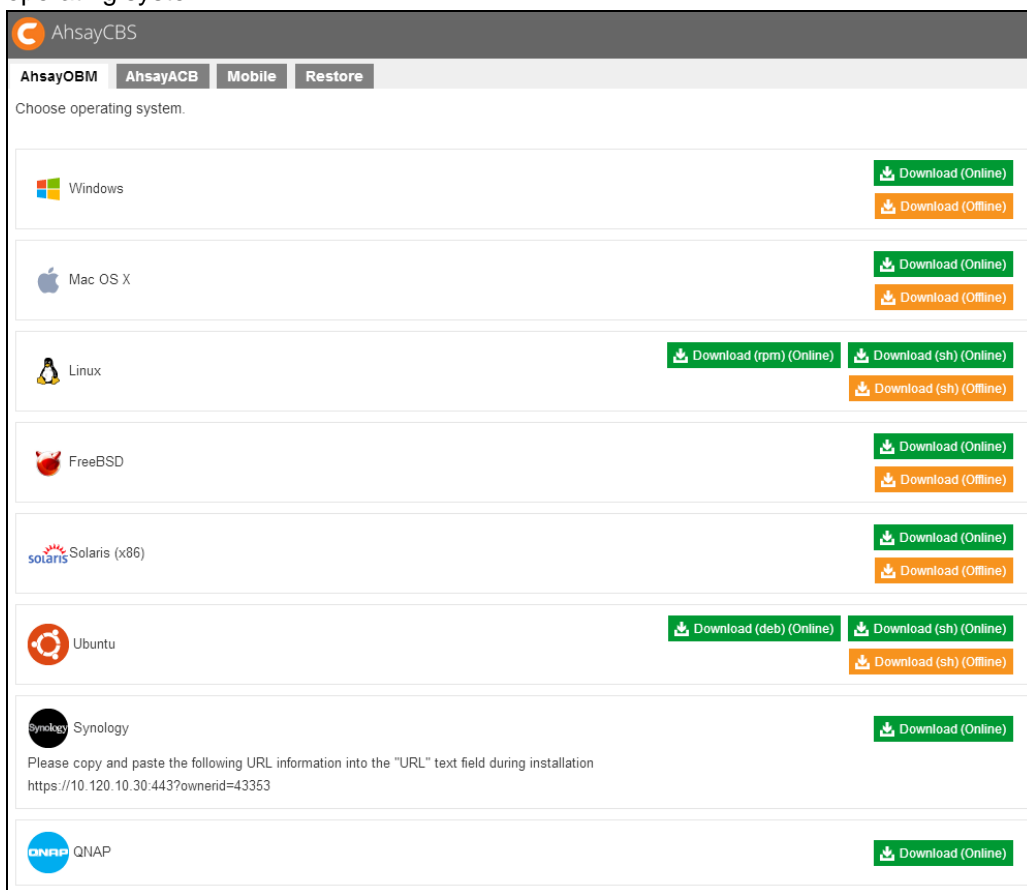 AhsayCBS
AhsayOBM AhsayACB Mobile Restore
Choose operating system.
Windows
Download (Online)
Download (Offline)
Mac OS X
Download (Online)
Download (Offline)
Linux
Download (rpm) (Online) Download (sh) (Online)
Download (sh) (Offline)
FreeBSD
Download (Online)
Download (Offline)
solaris Solaris (x86)
Download (Online)
Download (Offline)
Ubuntu
Download (deb) (Online) Download (sh) (Online)
Download (sh) (Offline)
Synology Synology Download (Online)
Please copy and paste the following URL information into the "URL" text field during installation
https://10.120.10.30:443?ownerid=43353
QNAP QNAP Download (Online)